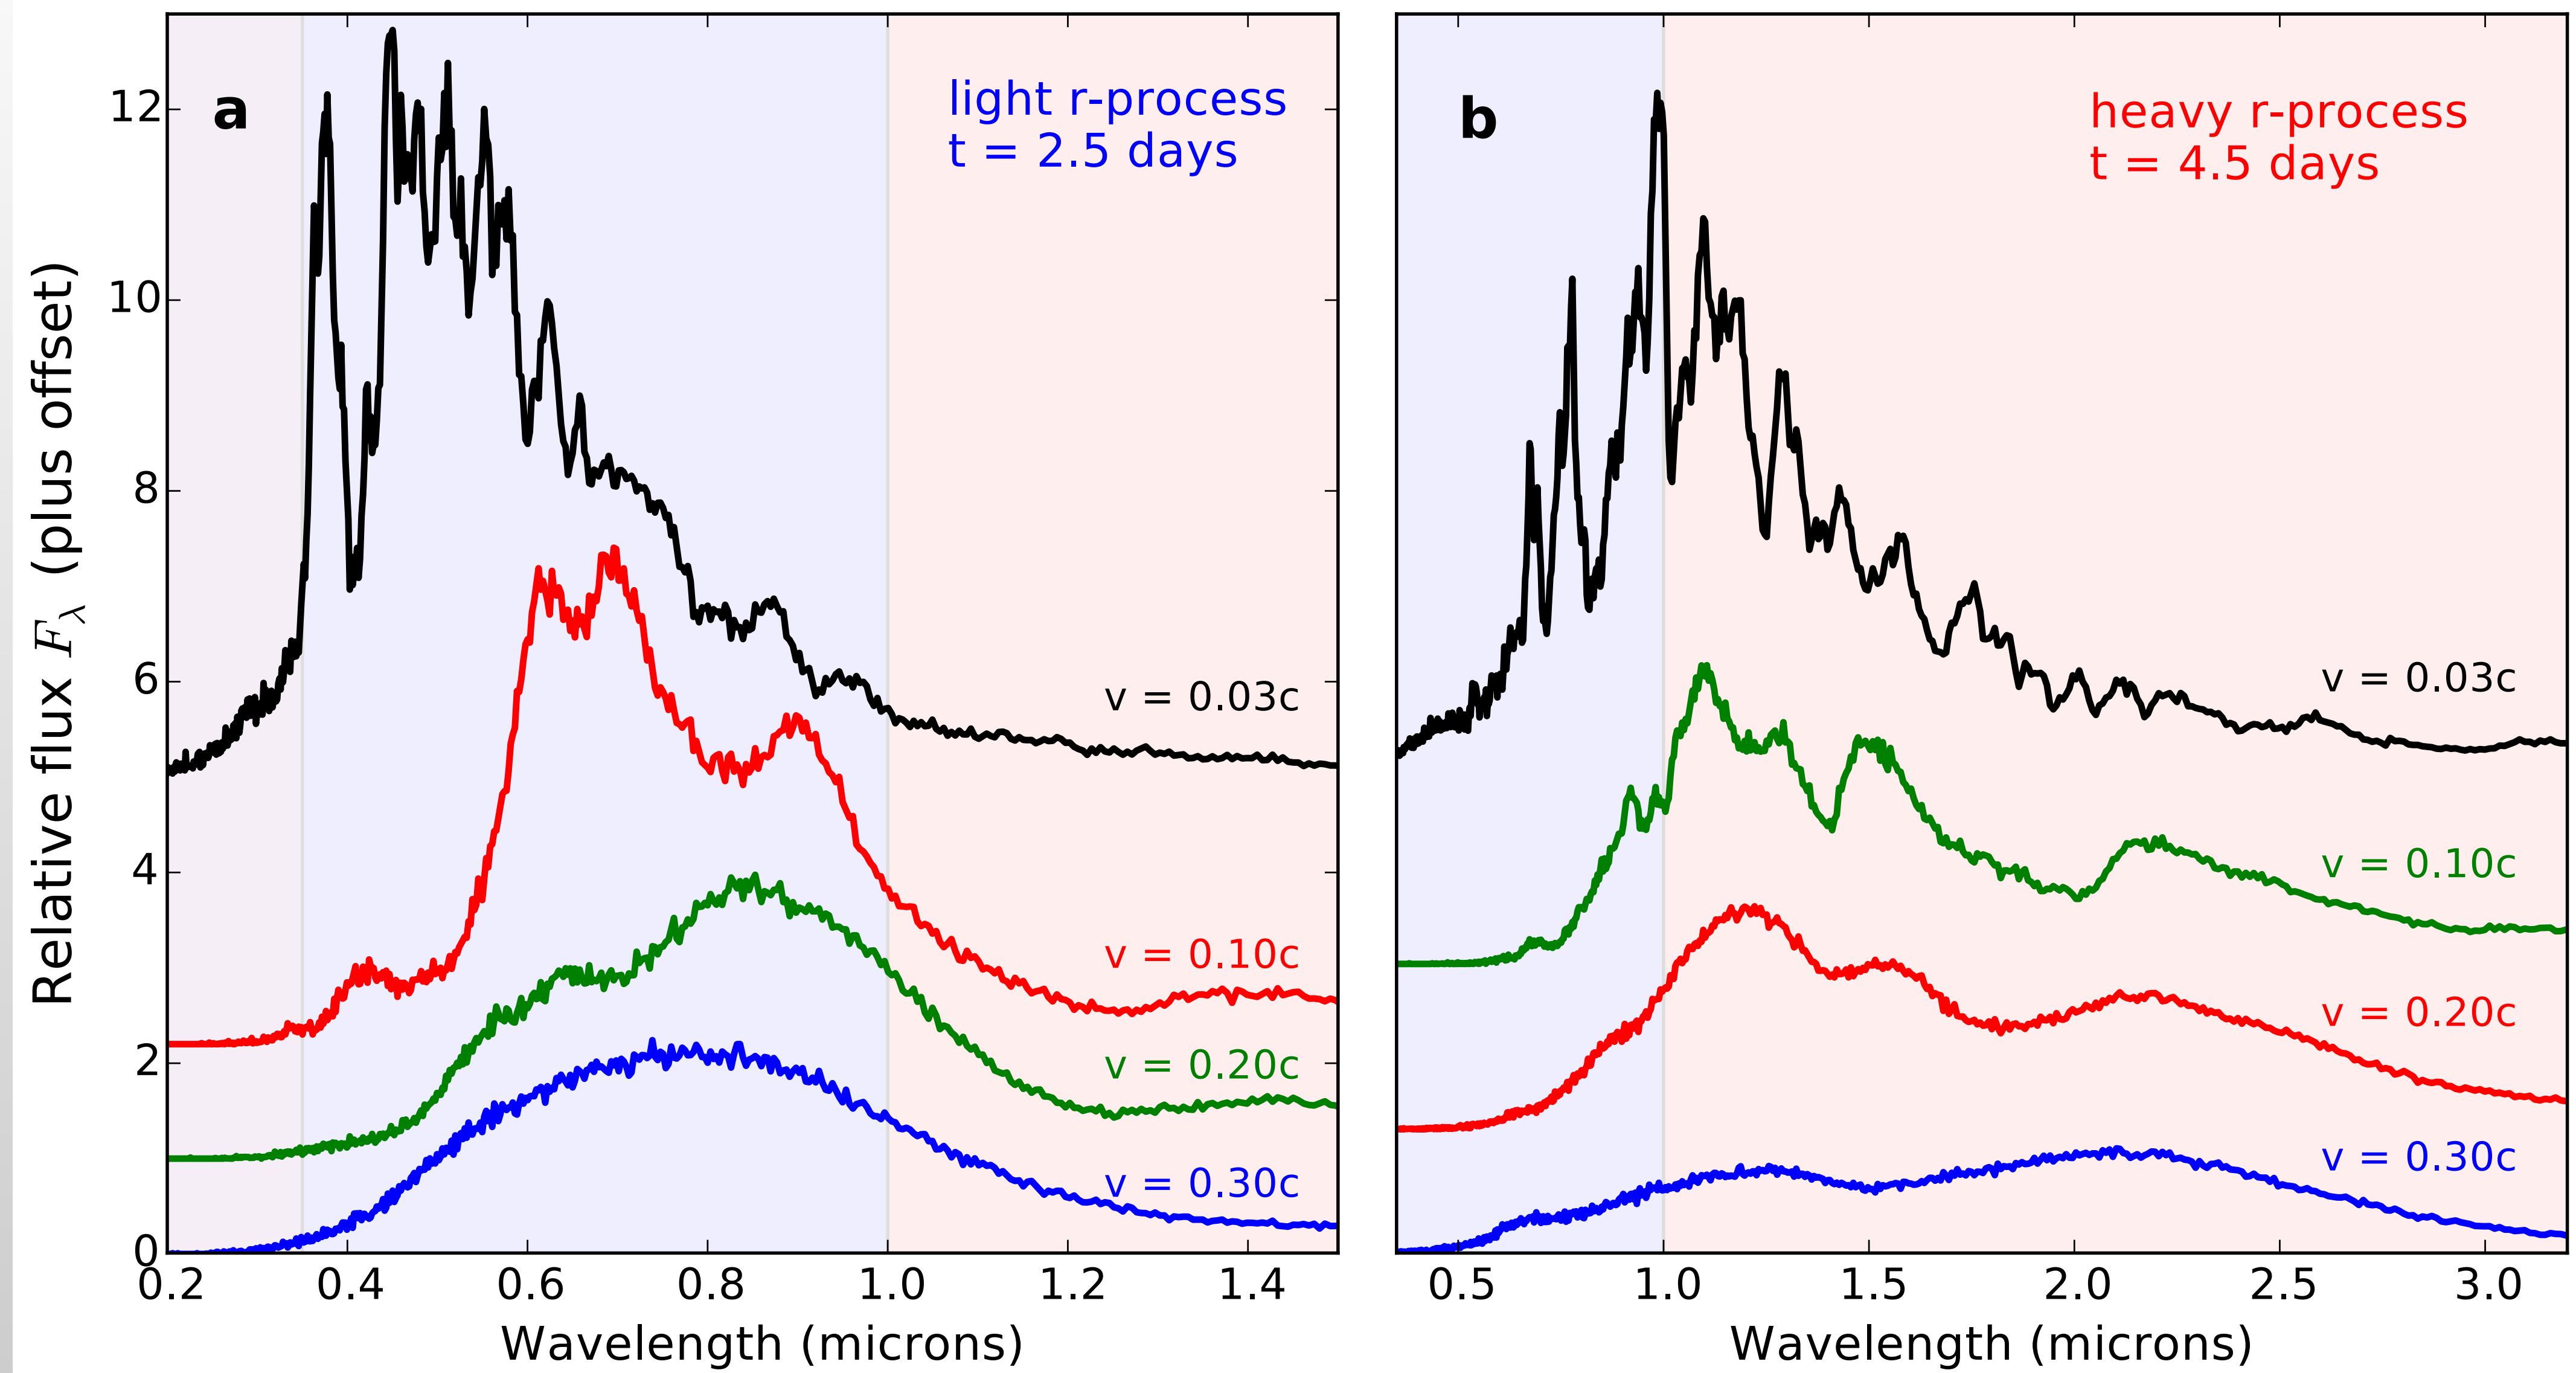 Relative flux F_λ (plus offset)
12
10
8
6
4
2
0
a
light r-process
t = 2.5 days
v = 0.03c
v = 0.10c
v = 0.20c
v = 0.30c
0.2 0.4 0.6 0.8 1.0 1.2 1.4
Wavelength (microns)
b
heavy r-process
t = 4.5 days
v = 0.03c
v = 0.10c
v = 0.20c
v = 0.30c
0.5 1.0 1.5 2.0 2.5 3.0
Wavelength (microns)